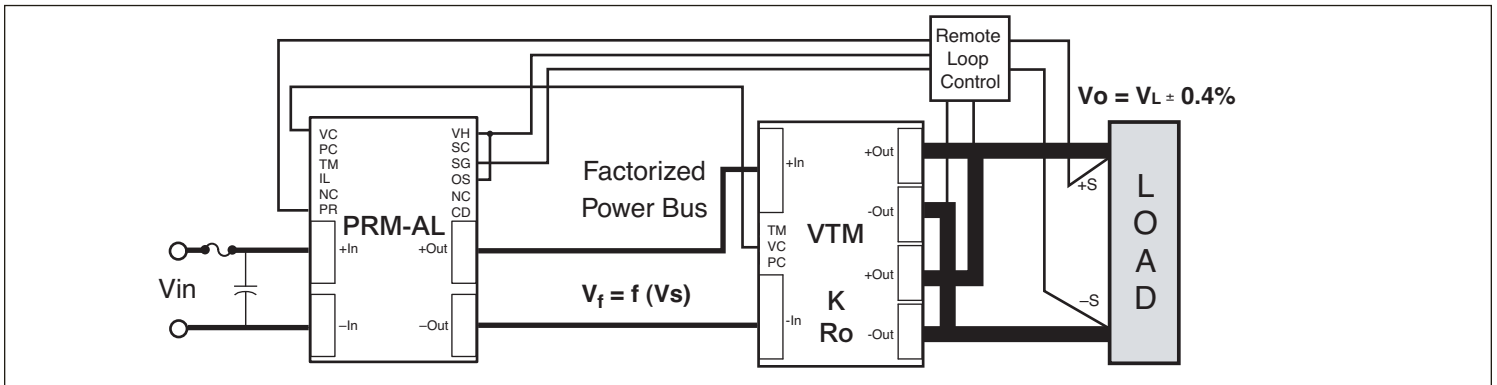 Remote
Loop
Control
Vo = VL ± 0.4%
VC
PC
TM
IL
NC
PR
VH
SC
SG
OS
NC
CD
PRM-AL
+In
–In
+Out
–Out
Vin
Factorized
Power Bus
Vf = f (Vs)
+In
TM
VC
PC
-In
VTM
K
Ro
+Out
-Out
+Out
-Out
+S
–S
L
O
A
D